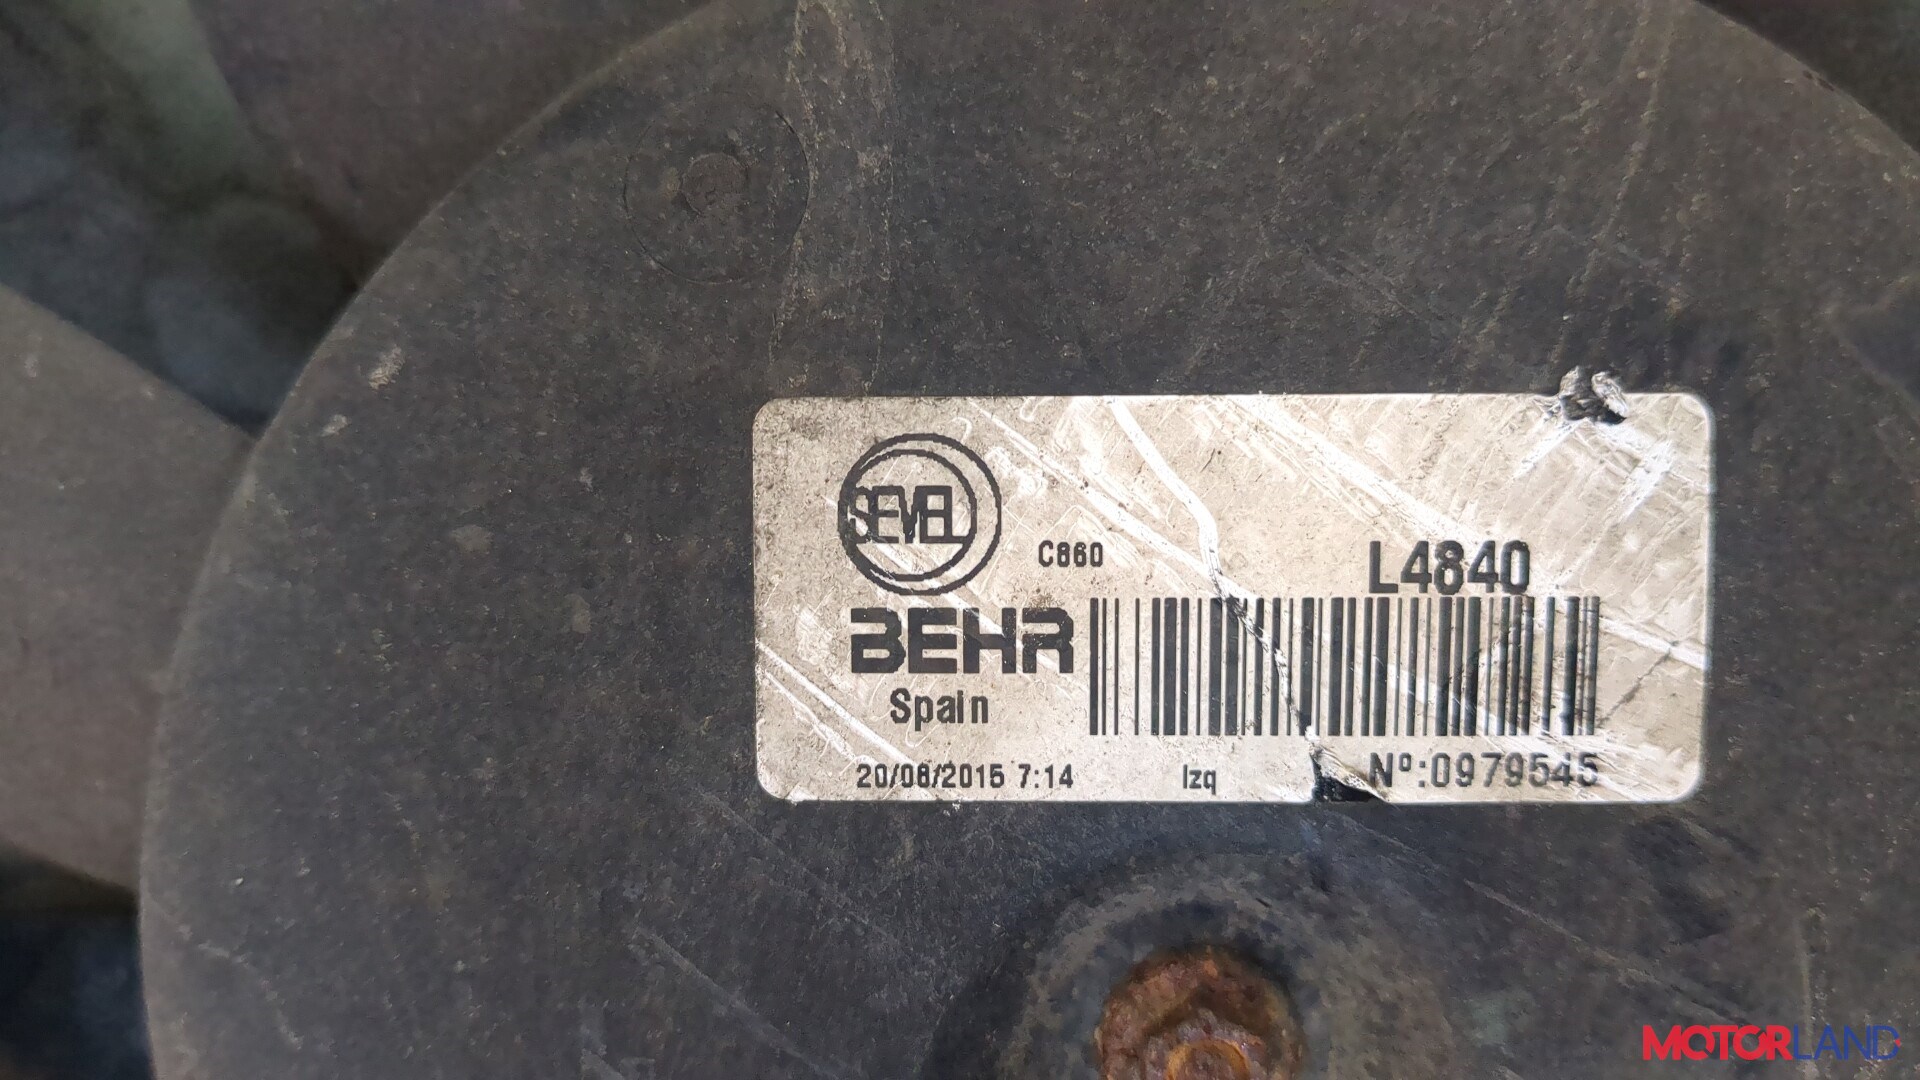 SEVEL
C860
L4840
BEHR
Spain
20/08/2015 7:14
Izq
Nº:0979545
MOTORLAND